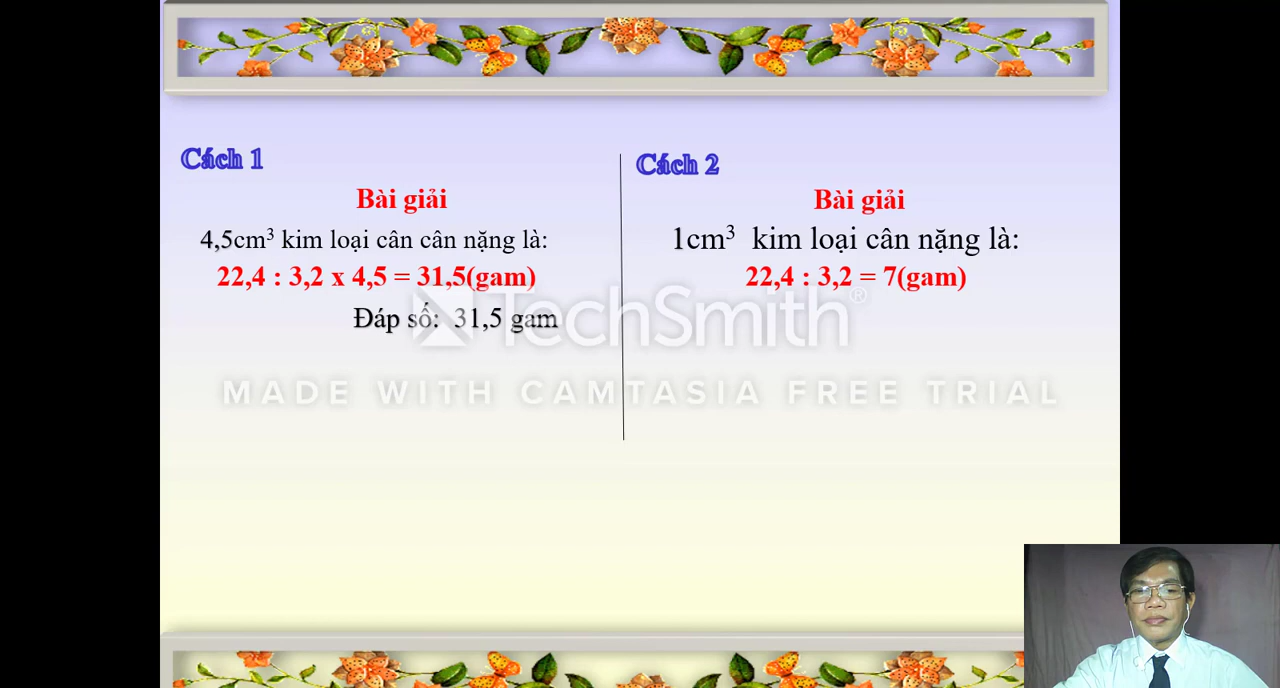 Cách 1
Bài giải
4,5cm³ kim loại cân cân nặng là:
22,4 : 3,2 x 4,5 = 31,5(gam)
Đáp số: 31,5 gam
Cách 2
Bài giải
1cm³ kim loại cân nặng là:
22,4 : 3,2 = 7(gam)
TechSmith®
MADE WITH CAMTASIA FREE TRIAL